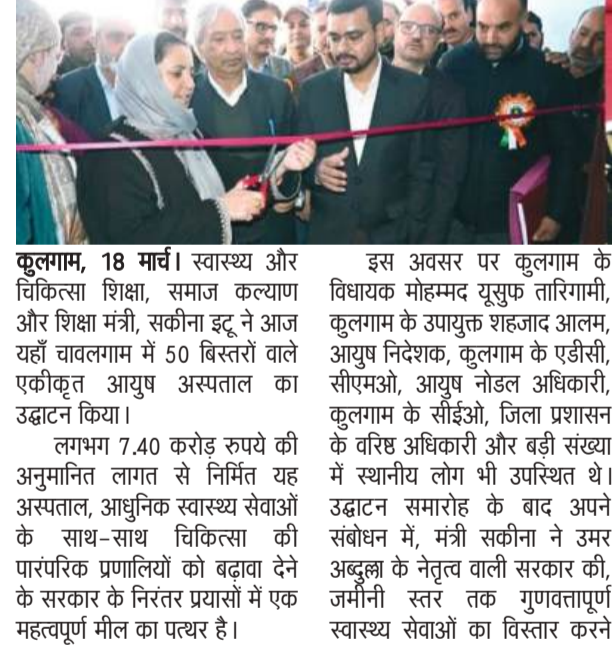 कुलगाम, 18 मार्च। स्वास्थ्य और
चिकित्सा शिक्षा, समाज कल्याण
और शिक्षा मंत्री, सकीना इटू ने आज
यहाँ चावलगाम में 50 बिस्तरों वाले
एकीकृत आयुष अस्पताल का
उद्घाटन किया।
लगभग 7.40 करोड़ रुपये की
अनुमानित लागत से निर्मित यह
अस्पताल, आधुनिक स्वास्थ्य सेवाओं
के साथ-साथ चिकित्सा की
पारंपरिक प्रणालियों को बढ़ावा देने
के सरकार के निरंतर प्रयासों में एक
महत्वपूर्ण मील का पत्थर है।
इस अवसर पर कुलगाम के
विधायक मोहम्मद यूसुफ तारिगामी,
कुलगाम के उपायुक्त शहजाद आलम,
आयुष निदेशक, कुलगाम के एडीसी,
सीएमओ, आयुष नोडल अधिकारी,
कुलगाम के सीईओ, जिला प्रशासन
के वरिष्ठ अधिकारी और बड़ी संख्या
में स्थानीय लोग भी उपस्थित थे।
उद्घाटन समारोह के बाद अपने
संबोधन में, मंत्री सकीना ने उमर
अब्दुल्ला के नेतृत्व वाली सरकार की,
जमीनी स्तर तक गुणवत्तापूर्ण
स्वास्थ्य सेवाओं का विस्तार करने